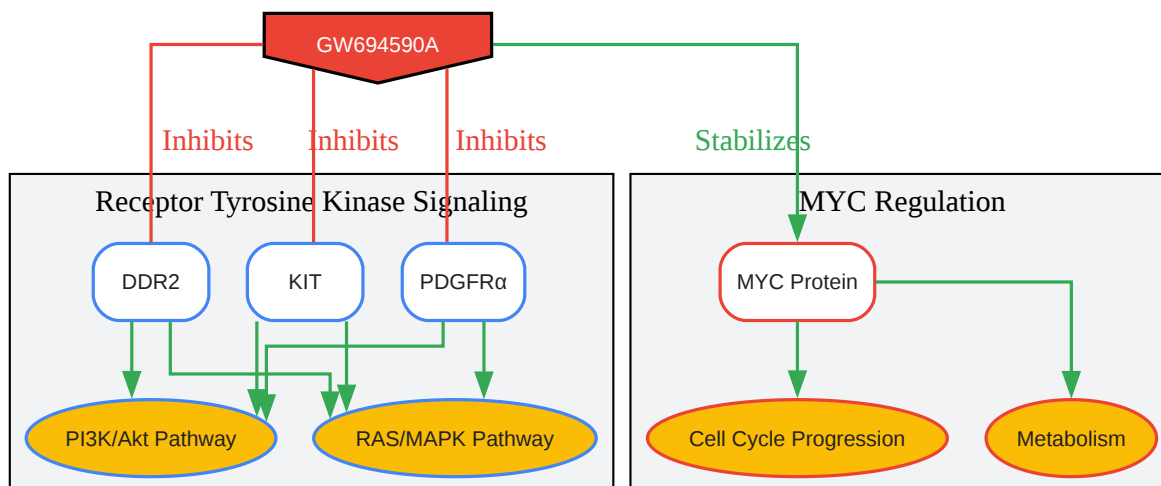 GW694590A
Inhibits
Inhibits
Inhibits
Stabilizes
Receptor Tyrosine Kinase Signaling
MYC Regulation
DDR2
KIT
PDGFRα
MYC Protein
PI3K/Akt Pathway
RAS/MAPK Pathway
Cell Cycle Progression
Metabolism